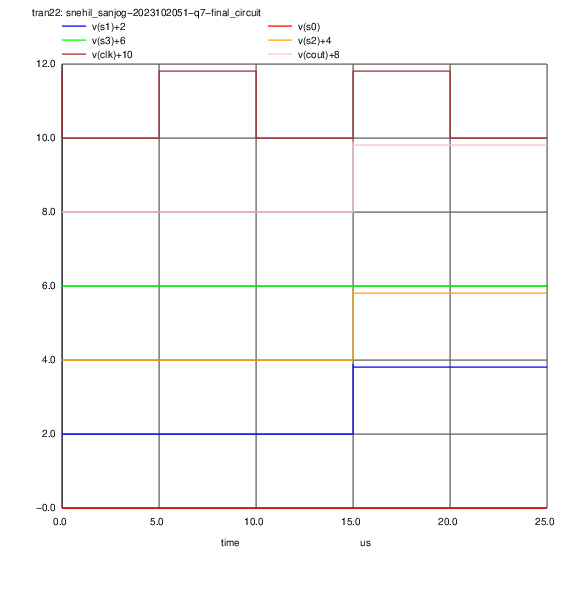 tran22: snehil_sanjog-2023102051-q7-final_circuit
v(s1)+2 v(s0)
v(s3)+6 v(s2)+4
v(clk)+10 v(cout)+8
12.0
10.0
8.0
6.0
4.0
2.0
-0.0
0.0 5.0 10.0 15.0 20.0 25.0
time us